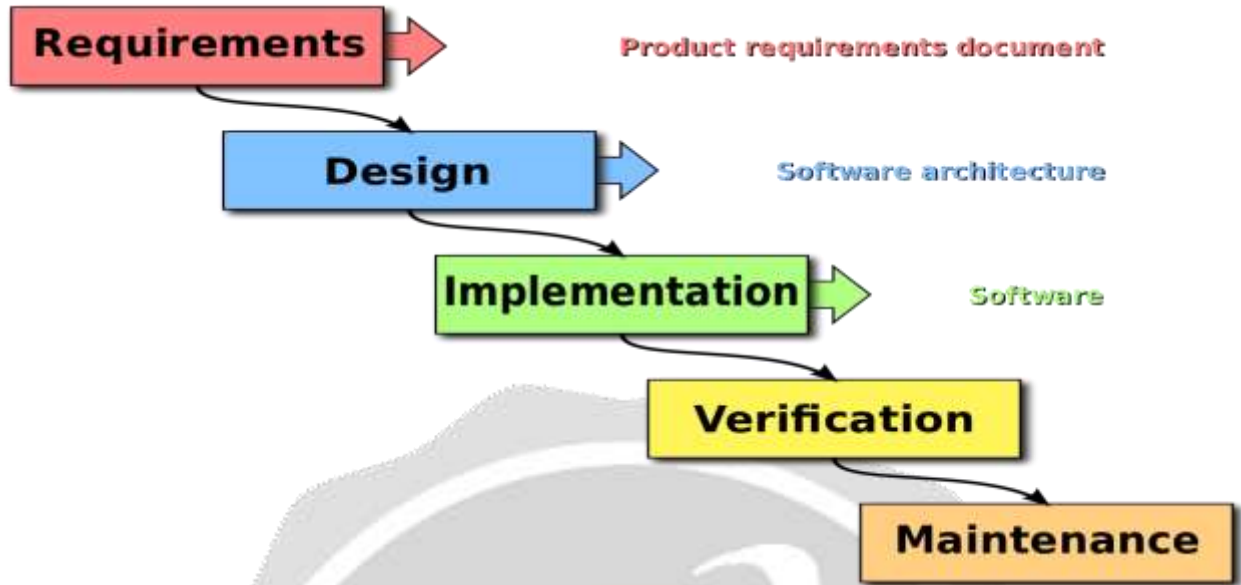 Requirements
Product requirements document
Design
Software architecture
Implementation
Software
Verification
Maintenance